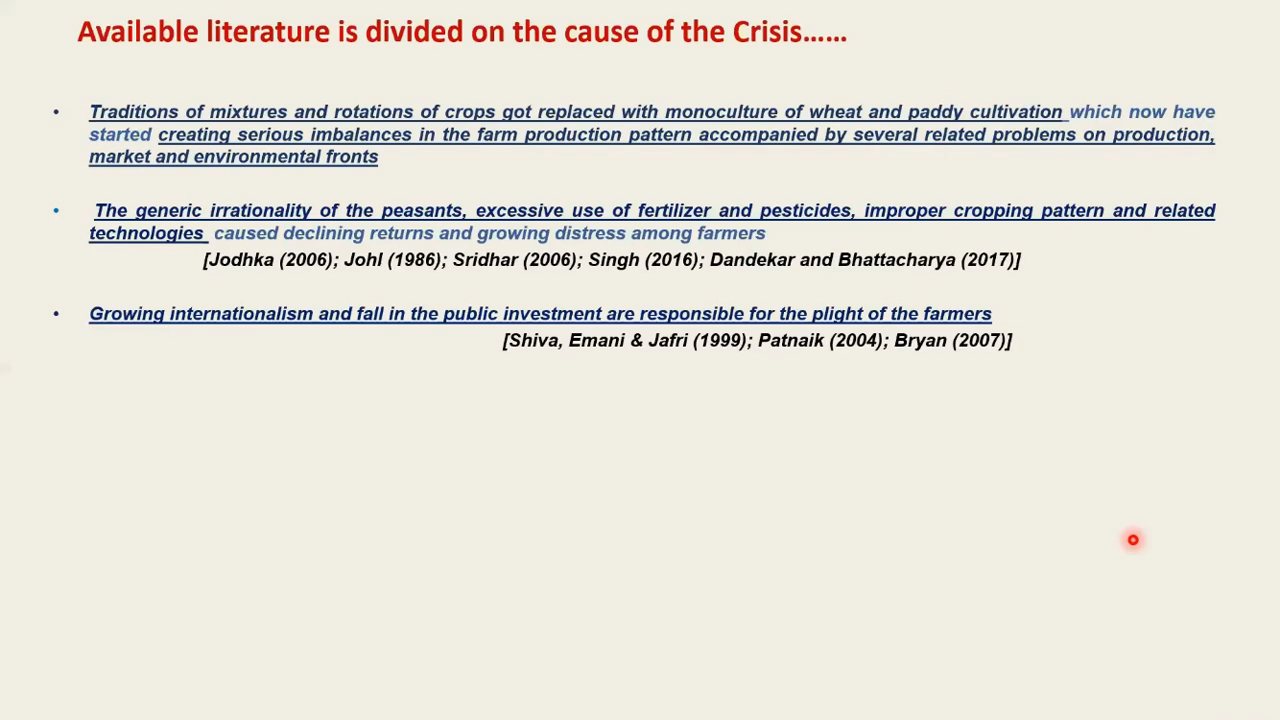 Available literature is divided on the cause of the Crisis……
• Traditions of mixtures and rotations of crops got replaced with monoculture of wheat and paddy cultivation which now have
started creating serious imbalances in the farm production pattern accompanied by several related problems on production,
market and environmental fronts
• The generic irrationality of the peasants, excessive use of fertilizer and pesticides, improper cropping pattern and related
technologies caused declining returns and growing distress among farmers
[Jodhka (2006); Johl (1986); Sridhar (2006); Singh (2016); Dandekar and Bhattacharya (2017)]
• Growing internationalism and fall in the public investment are responsible for the plight of the farmers
[Shiva, Emani & Jafri (1999); Patnaik (2004); Bryan (2007)]